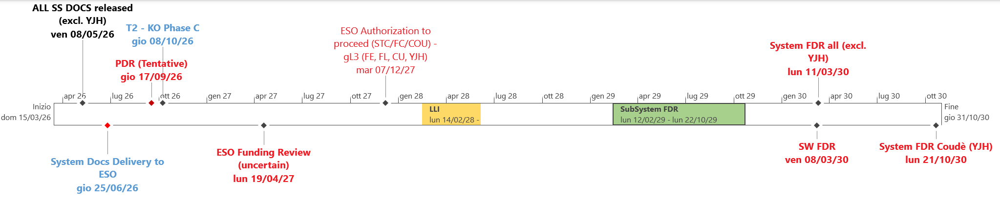 ALL SS DOCS released
(excl. YJH)
ven 08/05/26
T2 - KO Phase C
gio 08/10/26
PDR (Tentative)
gio 17/09/26
ESO Authorization to
proceed (STC/FC/COU) -
gL3 (FE, FL, CU, YJH)
mar 07/12/27
System FDR all (excl.
YJH)
lun 11/03/30
apr 26
lug 26
ott 26
gen 27
apr 27
lug 27
ott 27
gen 28
apr 28
lug 28
ott 28
gen 29
apr 29
lug 29
ott 29
gen 30
apr 30
lug 30
ott 30
Inizio
dom 15/03/26
LLI
lun 14/02/28 -
SubSystem FDR
lun 12/02/29 - lun 22/10/29
Fine
gio 31/10/30
System Docs Delivery to
ESO
gio 25/06/26
ESO Funding Review
(uncertain)
lun 19/04/27
SW FDR
ven 08/03/30
System FDR Coudè (YJH)
lun 21/10/30